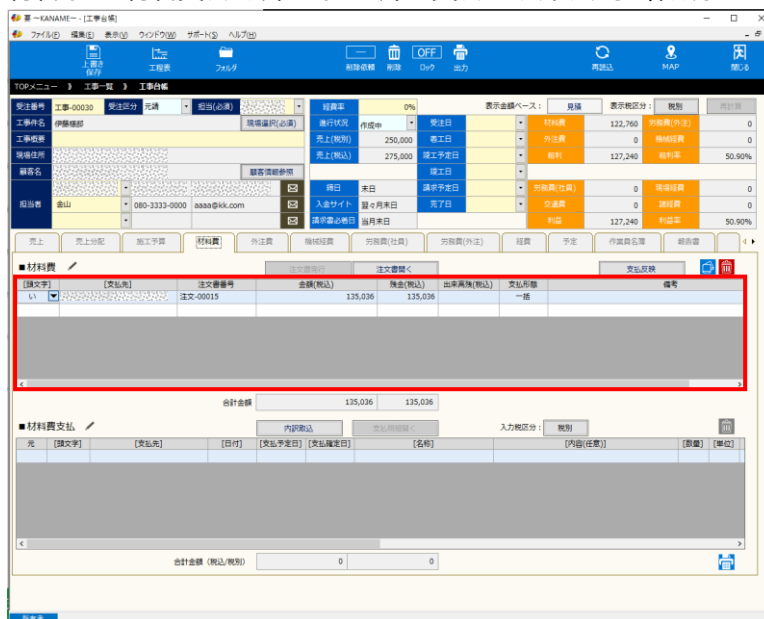 要 ～KANAME～ - [工事台帳]
ファイル(F) 編集(E) 表示(V) ウィンドウ(W) サポート(S) ヘルプ(H)
上書き保存 工程表 フォルダ 削除依頼 削除 OFF ロック 出力 再読込 MAP 閉じる
TOPメニュー 》 工事一覧 》 工事台帳
受注番号 工事-00030 受注区分 元請 担当(必須) 経費率 0% 表示金額ベース： 見積 表示税区分： 税別 再計算
工事件名 伊藤様邸 現場選択(必須) 進行状況 作成中 受注日 材料費 122,760 労務費(外注) 0
工事概要 売上(税別) 250,000 着工日 外注費 0 機械経費 0
現場住所 売上(税込) 275,000 竣工予定日 粗利 127,240 粗利率 50.90%
顧客名 顧客情報参照 竣工日
締日 末日 請求予定日 労務費(社員) 0 現場経費 0
担当者 金山 080-3333-0000 aaaa@kk.com 入金サイト 翌々月末日 完了日 交通費 0 諸経費 0
請求書必着日 当月末日 利益 127,240 利益率 50.90%
売上 売上分配 施工予算 材料費 外注費 機械経費 労務費(社員) 労務費(外注) 経費 予定 作業員名簿 報告書
■材料費 注文書発行 注文書開く 支払反映
[頭文字] [支払先] 注文書番号 金額(税込) 残金(税込) 出来高残(税込) 支払形態 備考
い 注文-00015 135,036 135,036 一括
合計金額 135,036 135,036
■材料費支払 内訳取込 支払明細開く 入力税区分： 税別
元 [頭文字] [支払先] [日付] [支払予定日] [支払確定日] [名称] [内容(任意)] [数量] [単位]
合計金額（税込/税別） 0 0